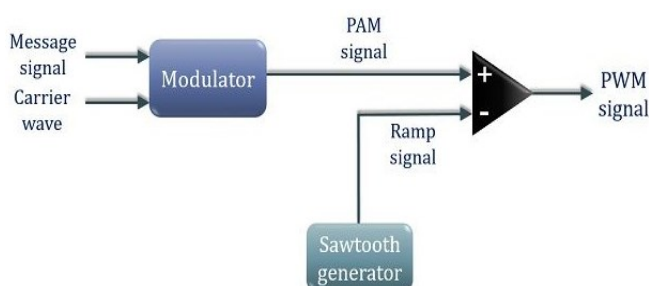 Message
signal
Carrier
wave
Modulator
PAM
signal
+
-
Ramp
signal
PWM
signal
Sawtooth
generator